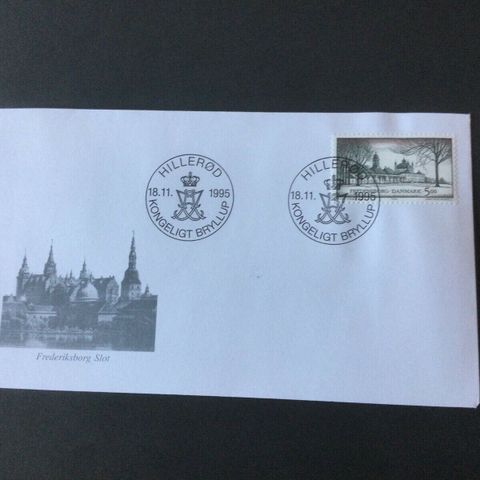 HILLERØD
18.11. 1995
KONGELIGT BRYLLUP
HILLERØD
18.11. 1995
KONGELIGT BRYLLUP
DANMARK 5.00
Frederiksborg Slot